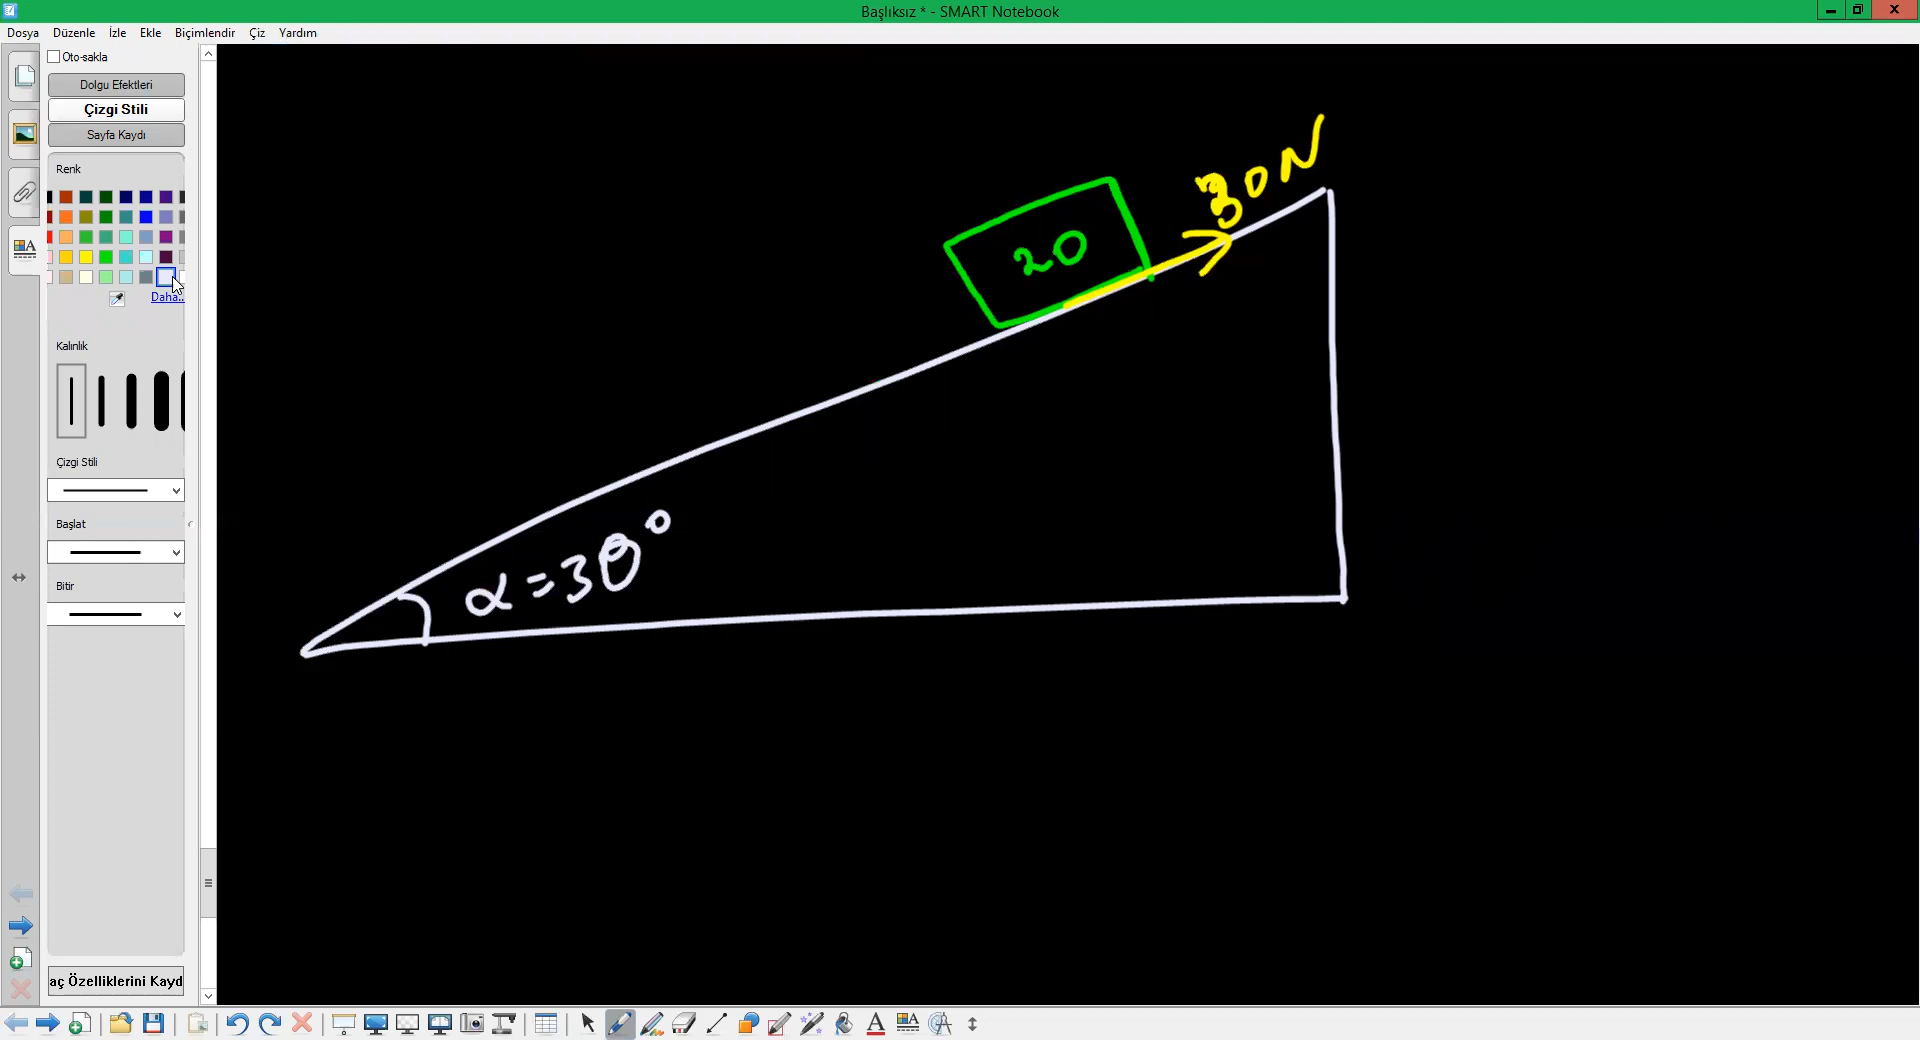 Başlıksız * - SMART Notebook
Dosya Düzenle İzle Ekle Biçimlendir Çiz Yardım
Oto-sakla
Dolgu Efektleri
Çizgi Stili
Sayfa Kaydı
Renk
Daha..
Kalınlık
Çizgi Stili
Başlat
Bitir
aç Özelliklerini Kayd
30N
20
α=30°